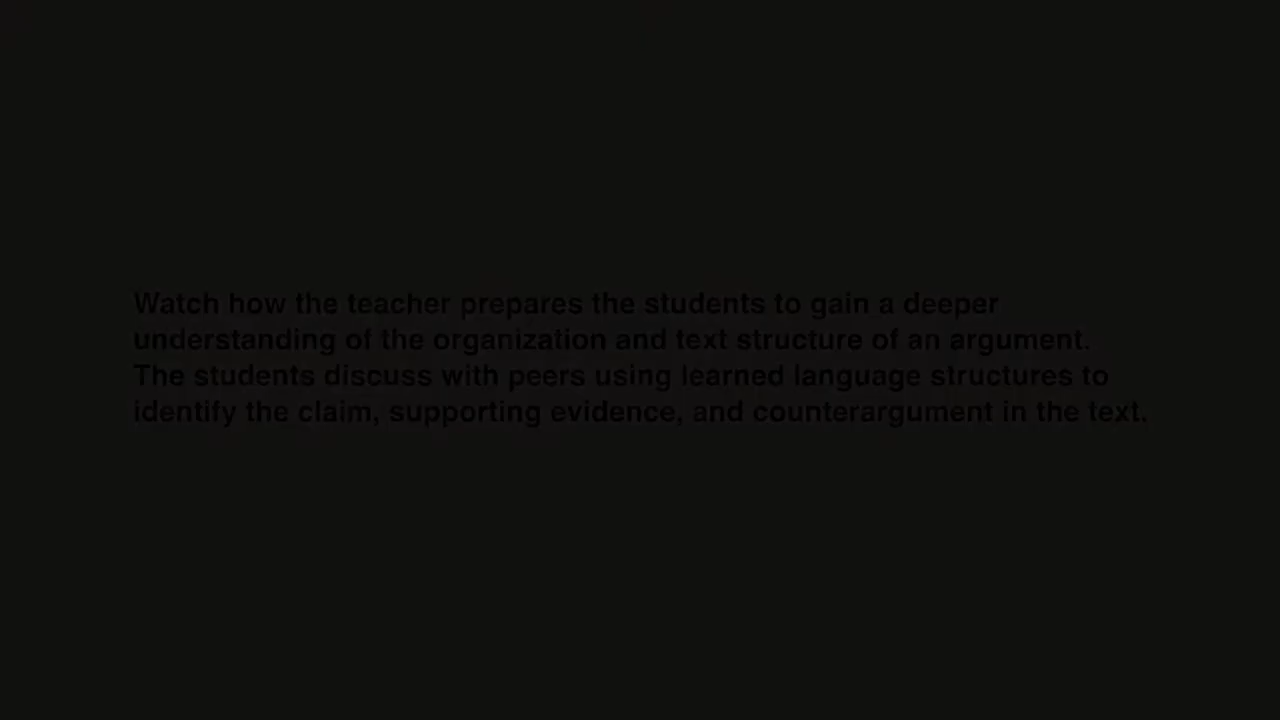 Watch how the teacher prepares the students to gain a deeper
understanding of the organization and text structure of an argument.
The students discuss with peers using learned language structures to
identify the claim, supporting evidence, and counterargument in the text.